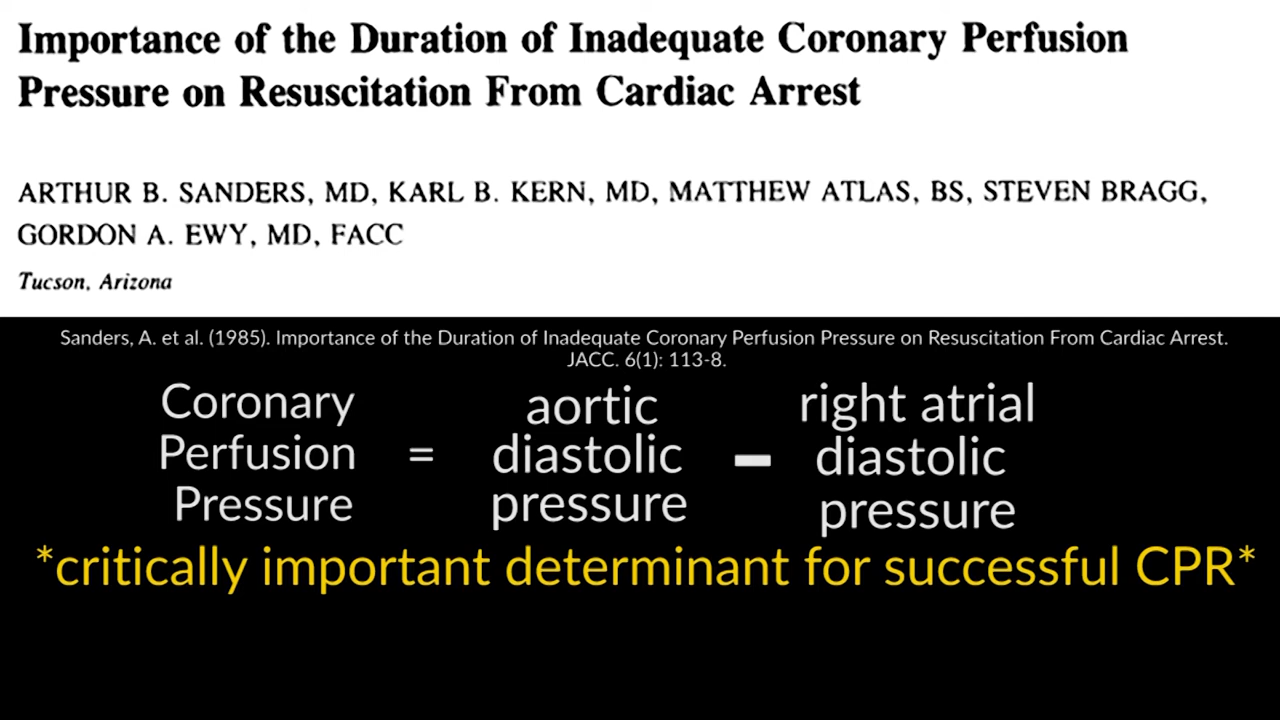 Importance of the Duration of Inadequate Coronary Perfusion
Pressure on Resuscitation From Cardiac Arrest
ARTHUR B. SANDERS, MD, KARL B. KERN, MD, MATTHEW ATLAS, BS, STEVEN BRAGG,
GORDON A. EWY, MD, FACC
Tucson, Arizona
Sanders, A. et al. (1985). Importance of the Duration of Inadequate Coronary Perfusion Pressure on Resuscitation From Cardiac Arrest.
JACC. 6(1): 113-8.
Coronary
Perfusion
Pressure
=
aortic
diastolic
pressure
-
right atrial
diastolic
pressure
*critically important determinant for successful CPR*